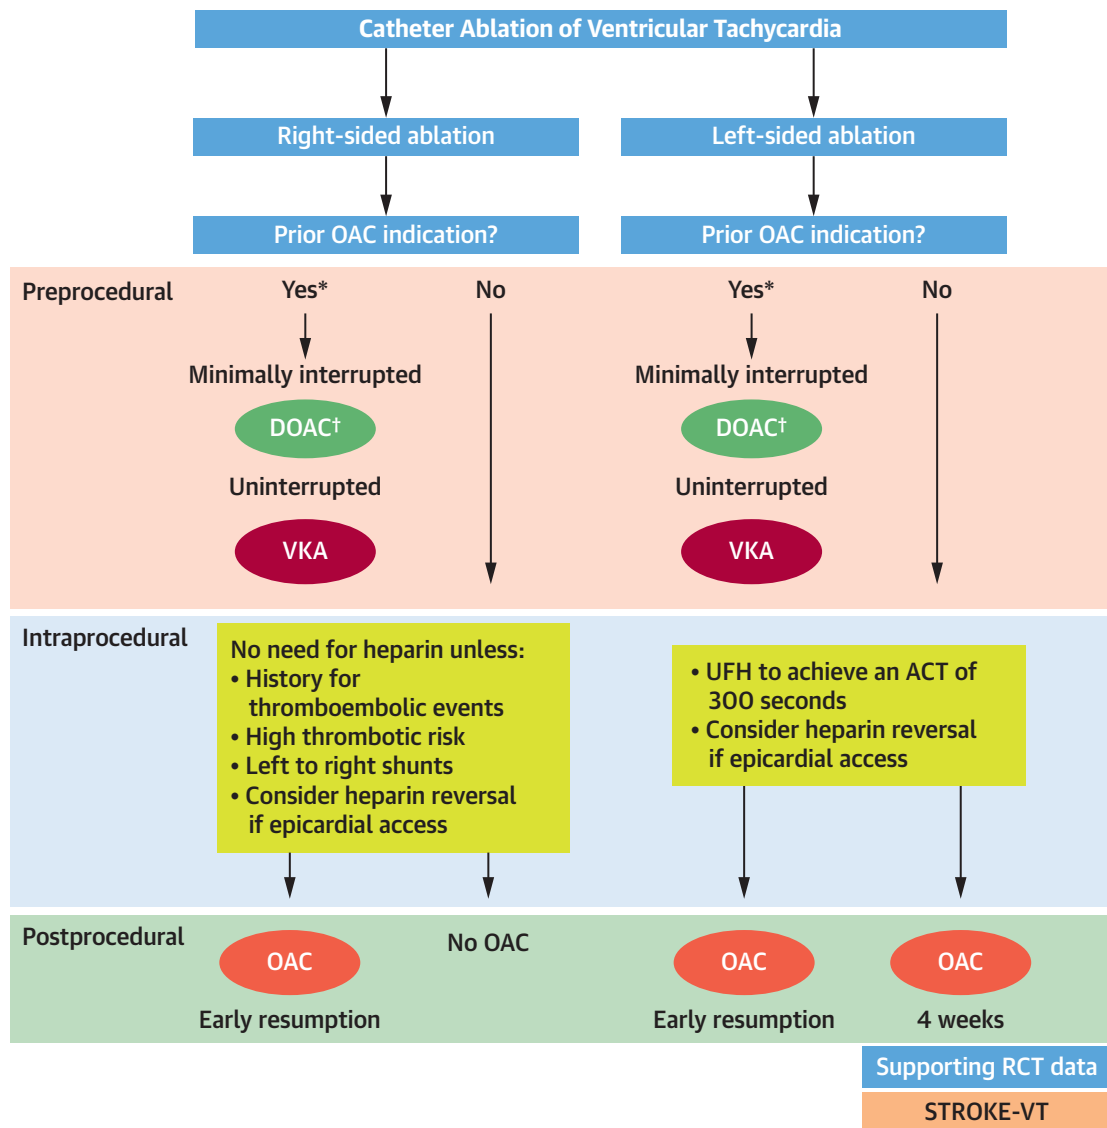 Catheter Ablation of Ventricular Tachycardia
Right-sided ablation
Left-sided ablation
Prior OAC indication?
Prior OAC indication?
Preprocedural
Yes*
No
Yes*
No
Minimally interrupted
Minimally interrupted
DOAC†
DOAC†
Uninterrupted
Uninterrupted
VKA
VKA
Intraprocedural
No need for heparin unless:
• History for
thromboembolic events
• High thrombotic risk
• Left to right shunts
• Consider heparin reversal
if epicardial access
• UFH to achieve an ACT of
300 seconds
• Consider heparin reversal
if epicardial access
Postprocedural
OAC
No OAC
OAC
OAC
Early resumption
Early resumption
4 weeks
Supporting RCT data
STROKE-VT